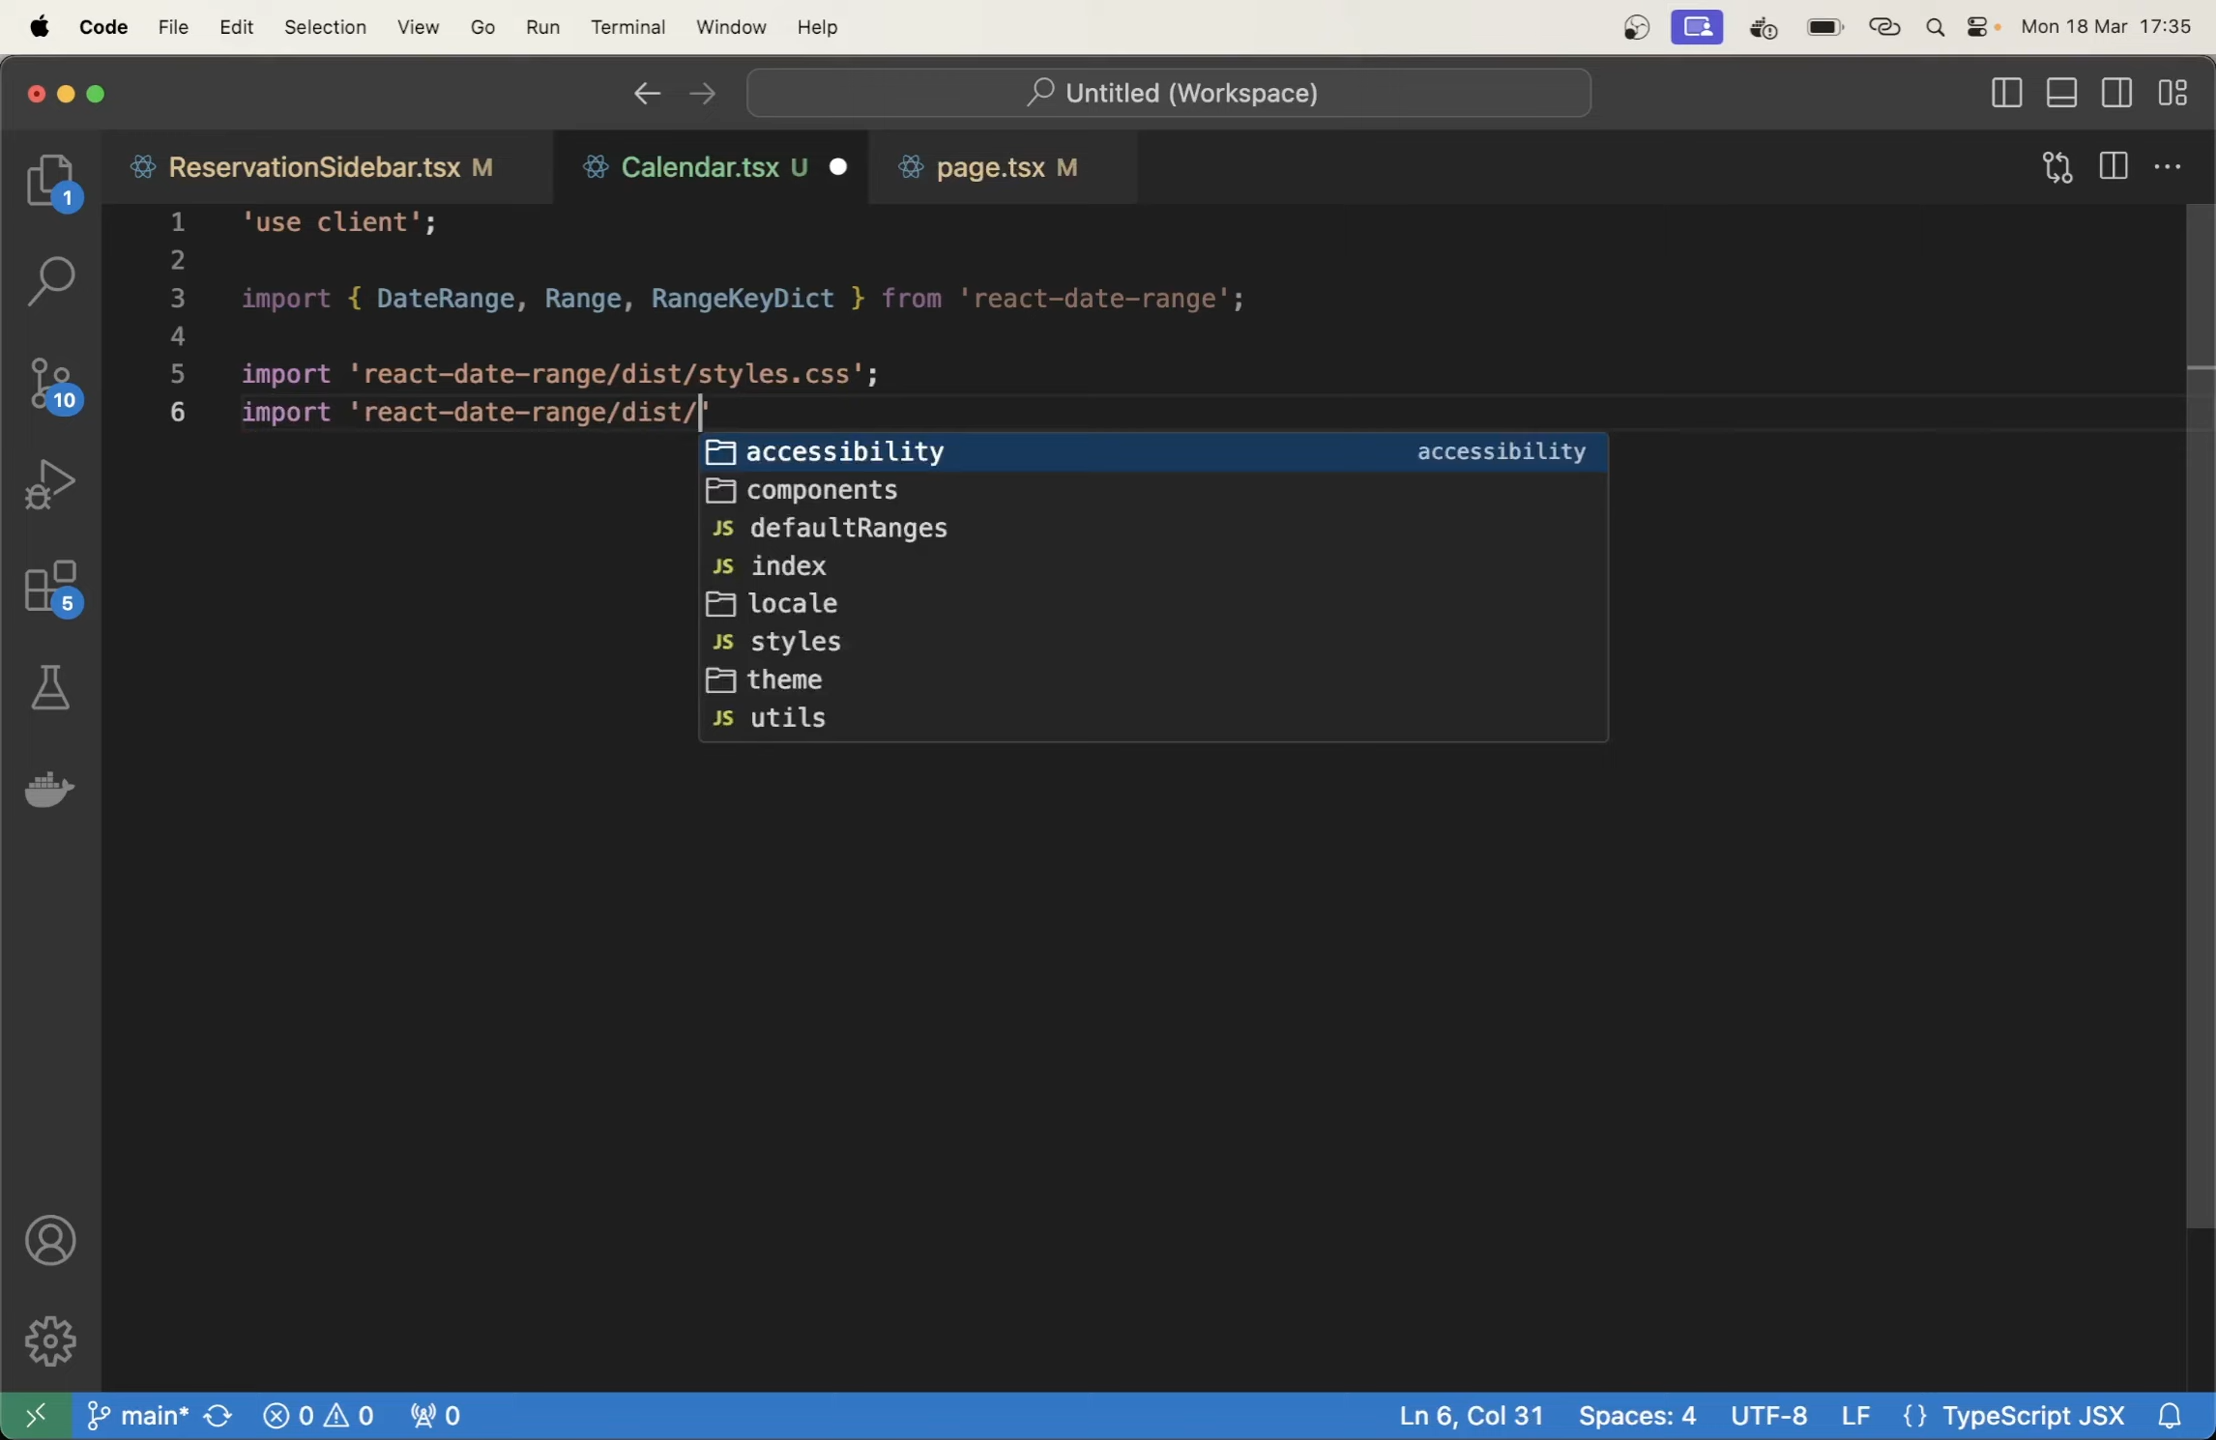 Code File Edit Selection View Go Run Terminal Window Help Mon 18 Mar 17:35
Untitled (Workspace)
ReservationSidebar.tsx M Calendar.tsx U page.tsx M
1
10
5
1 'use client';
2
3 import { DateRange, Range, RangeKeyDict } from 'react-date-range';
4
5 import 'react-date-range/dist/styles.css';
6 import 'react-date-range/dist/'
accessibility accessibility
components
JS defaultRanges
JS index
locale
JS styles
theme
JS utils
main* 0 0 0 Ln 6, Col 31 Spaces: 4 UTF-8 LF {} TypeScript JSX